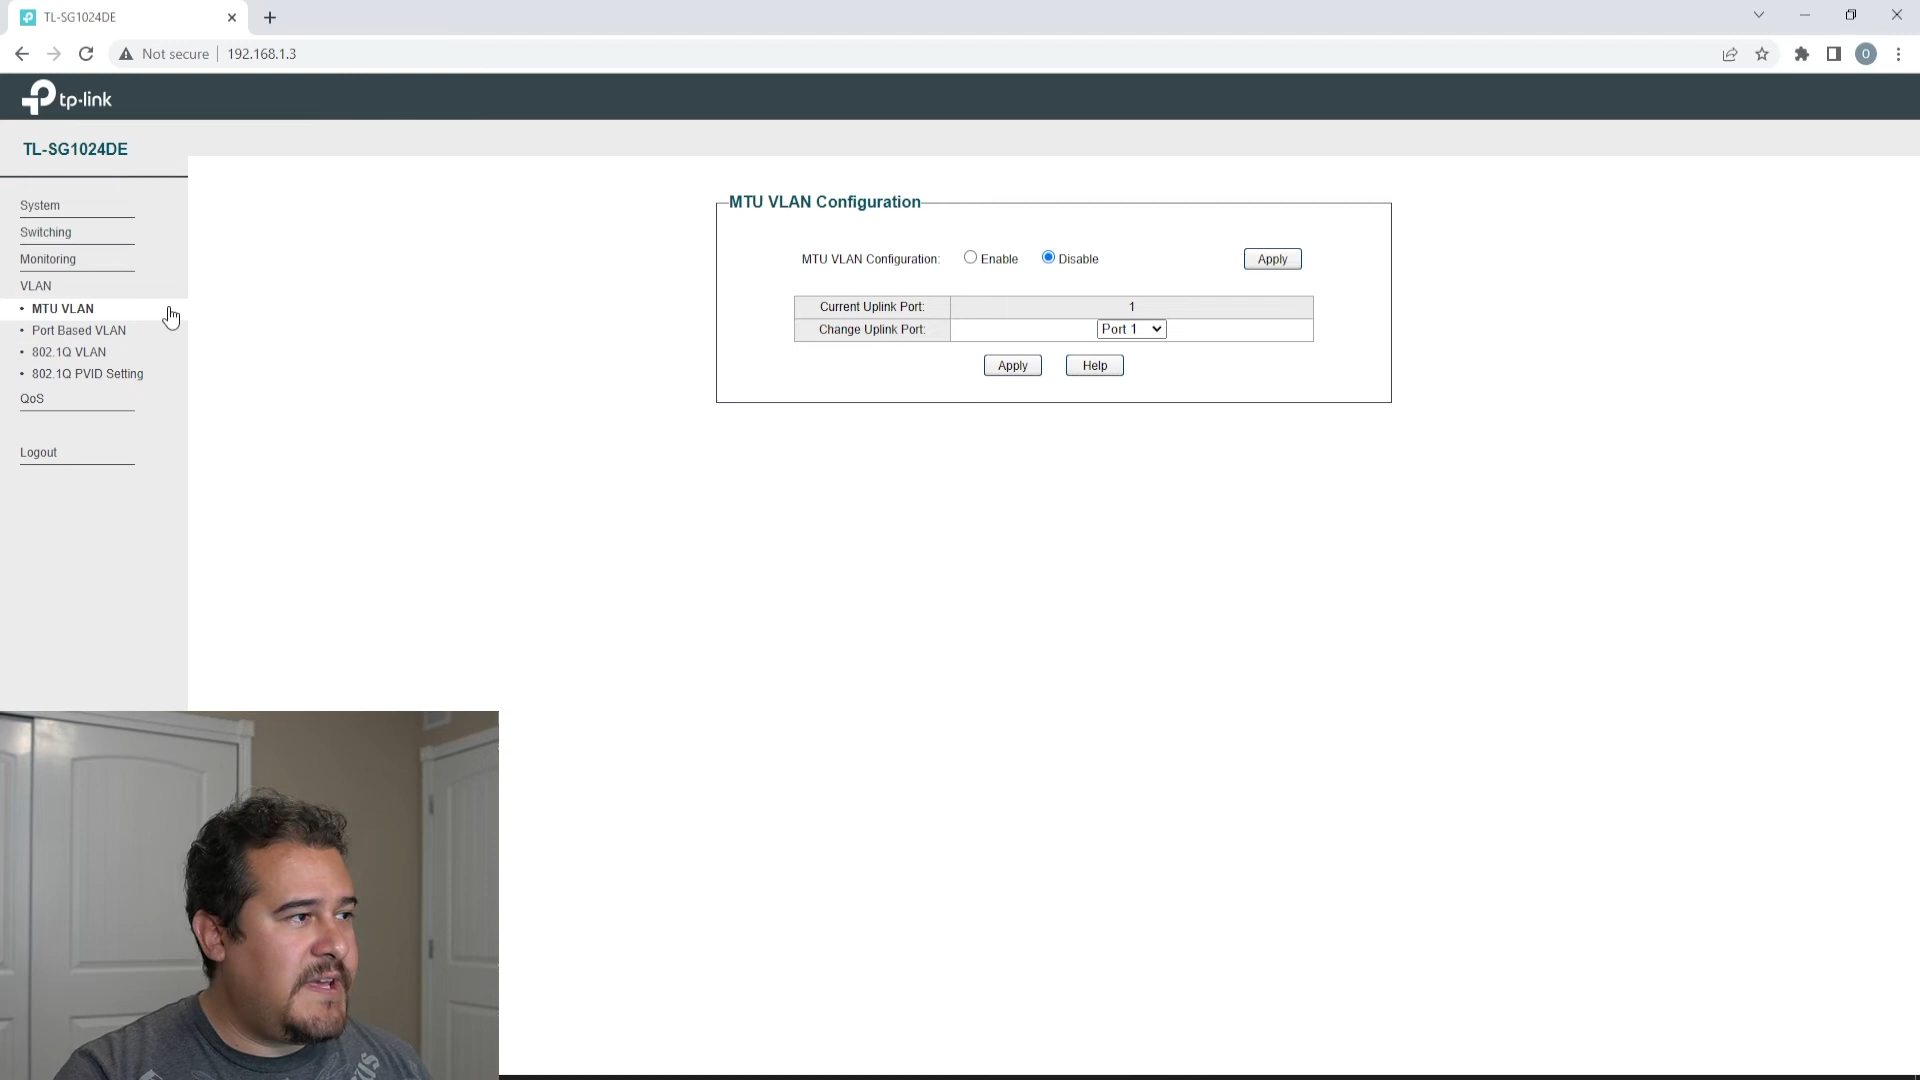 TL-SG1024DE
Not secure 192.168.1.3 O
tp-link
TL-SG1024DE
System
Switching
Monitoring
VLAN
• MTU VLAN
• Port Based VLAN
• 802.1Q VLAN
• 802.1Q PVID Setting
QoS
Logout
MTU VLAN Configuration
MTU VLAN Configuration: Enable Disable Apply
Current Uplink Port: 1
Change Uplink Port: Port 1
Apply Help